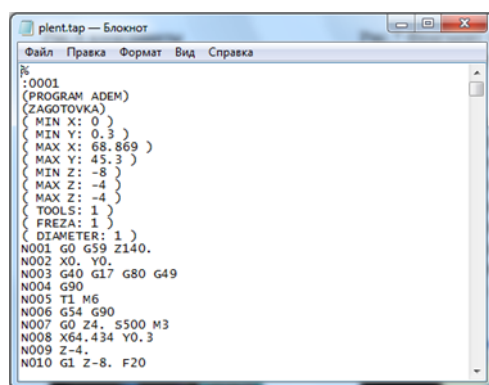 plent.tap — Блокнот
Файл Правка Формат Вид Справка
%
:0001
(PROGRAM ADEM)
(ZAGOTOVKA)
( MIN X: 0 )
( MIN Y: 0.3 )
( MAX X: 68.869 )
( MAX Y: 45.3 )
( MIN Z: -8 )
( MAX Z: -4 )
( MAX Z: -4 )
( TOOLS: 1 )
( FREZA: 1 )
( DIAMETER: 1 )
N001 G0 G59 Z140.
N002 X0. Y0.
N003 G40 G17 G80 G49
N004 G90
N005 T1 M6
N006 G54 G90
N007 G0 Z4. S500 M3
N008 X64.434 Y0.3
N009 Z-4.
N010 G1 Z-8. F20